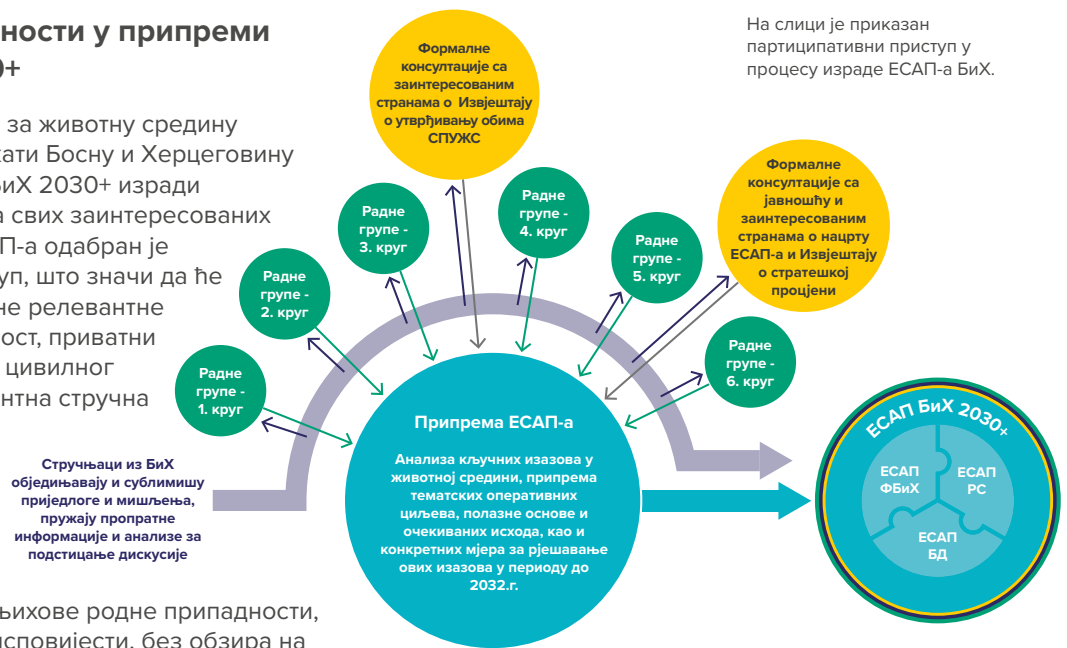 ности у припреми
+
за животну средину
Босну и Херцеговину
БиХ 2030+ изради
свих заинтересованих
одабран је
што значи да ће
не релевантне
приватни
цивилног
стручна
њихове родне припадности,
без обзира на
На слици је приказан
партиципативни приступ у
процесу израде ЕСАП-а БиХ.
Формалне
консултације са
заинтересованим
странама о Извјештају
о утврђивању обима
СПУЖС
Формалне
консултације са
јавношћу и
заинтересованим
странама о нацрту
ЕСАП-а и Извјештају
о стратешкој
процјени
Радне
групе -
1. круг
Радне
групе -
2. круг
Радне
групе -
3. круг
Радне
групе -
4. круг
Радне
групе -
5. круг
Радне
групе -
6. круг
Стручњаци из БиХ
обједињавају и сублимишу
приједлоге и мишљења,
пружају пропратне
информације и анализе за
подстицање дискусије
Припрема ЕСАП-а
Анализа кључних изазова у
животној средини, припрема
тематских оперативних
циљева, полазне основе и
очекиваних исхода, као и
конкретних мјера за рјешавање
ових изазова у периоду до
2032.г.
ЕСАП БиХ 2030+
ЕСАП
ФБиХ
ЕСАП
РС
ЕСАП
БД